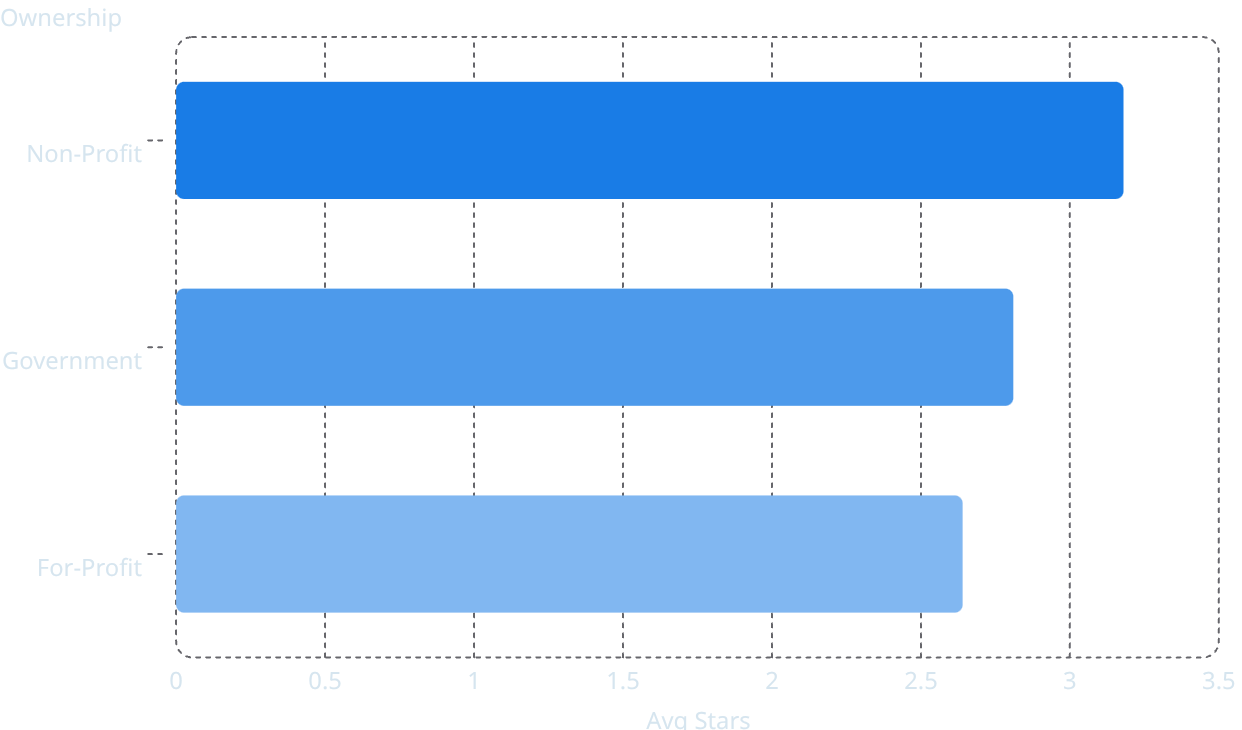 Ownership
Non-Profit
Government
For-Profit
0 0.5 1 1.5 2 2.5 3 3.5
Avg Stars